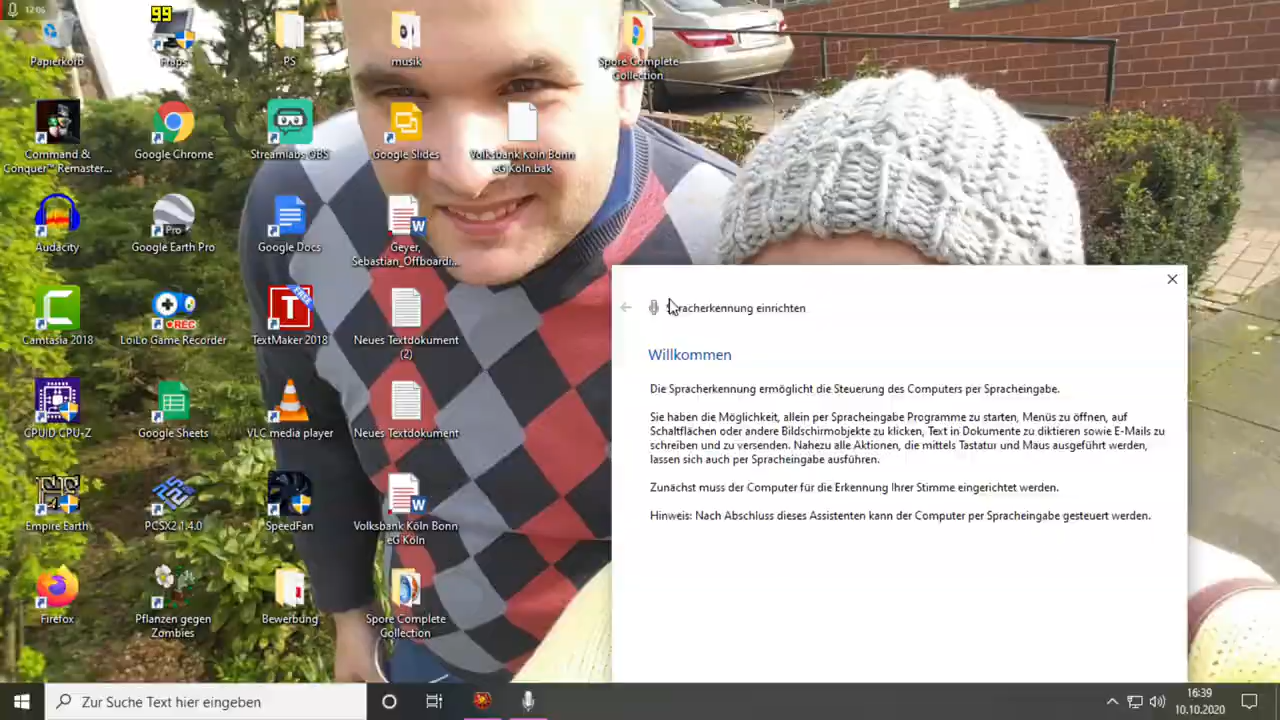 12:06
99
Papierkorb
Fraps
PS
musik
Spore Complete
Collection
Command &
Conquer™ Remaster...
Google Chrome
Streamlabs OBS
Google Slides
Volksbank Köln Bonn
eG Köln.bak
Audacity
Pro
Google Earth Pro
Google Docs
W
Geyer,
Sebastian_Offboardi...
Camtasia 2018
REC
LoiLo Game Recorder
T
FREE
TextMaker 2018
Neues Textdokument
(2)
CPUID CPU-Z
Google Sheets
VLC media player
Neues Textdokument
Empire Earth
PCSX2 1.4.0
SpeedFan
W
Volksbank Köln Bonn
eG Köln
Firefox
Pflanzen gegen
Zombies
Bewerbung
Spore Complete
Collection
Spracherkennung einrichten
Willkommen
Die Spracherkennung ermöglicht die Steuerung des Computers per Spracheingabe.
Sie haben die Möglichkeit, allein per Spracheingabe Programme zu starten, Menüs zu öffnen, auf
Schaltflächen oder andere Bildschirmobjekte zu klicken, Text in Dokumente zu diktieren sowie E-Mails zu
schreiben und zu versenden. Nahezu alle Aktionen, die mittels Tastatur und Maus ausgeführt werden,
lassen sich auch per Spracheingabe ausführen.
Zunächst muss der Computer für die Erkennung Ihrer Stimme eingerichtet werden.
Hinweis: Nach Abschluss dieses Assistenten kann der Computer per Spracheingabe gesteuert werden.
Zur Suche Text hier eingeben
16:39
10.10.2020